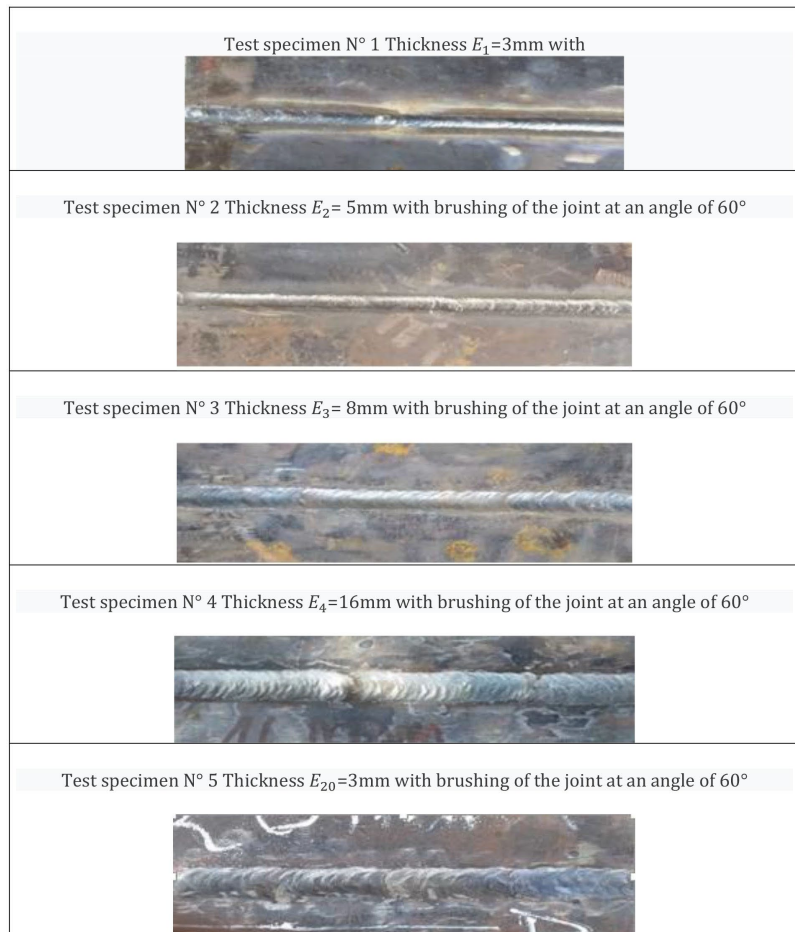 Test specimen N° 1 Thickness E₁=3mm with
Test specimen N° 2 Thickness E₂= 5mm with brushing of the joint at an angle of 60°
Test specimen N° 3 Thickness E₃= 8mm with brushing of the joint at an angle of 60°
Test specimen N° 4 Thickness E₄=16mm with brushing of the joint at an angle of 60°
Test specimen N° 5 Thickness E₂₀=3mm with brushing of the joint at an angle of 60°